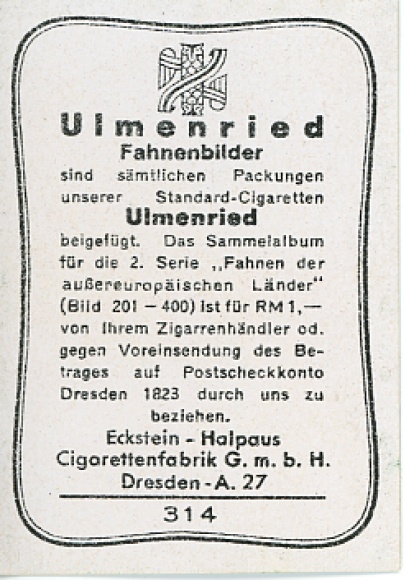 Ulmenried
Fahnenbilder
sind sämtlichen Packungen
unserer Standard-Cigaretten
Ulmenried
beigefügt. Das Sammelalbum
für die 2. Serie „Fahnen der
außereuropäischen Länder“
(Bild 201 – 400) ist für RM 1,—
von Ihrem Zigarrenhändler od.
gegen Voreinsendung des Be-
trages auf Postscheckkonto
Dresden 1823 durch uns zu
beziehen.
Eckstein - Halpaus
Cigarettenfabrik G. m. b. H.
Dresden-A. 27
314